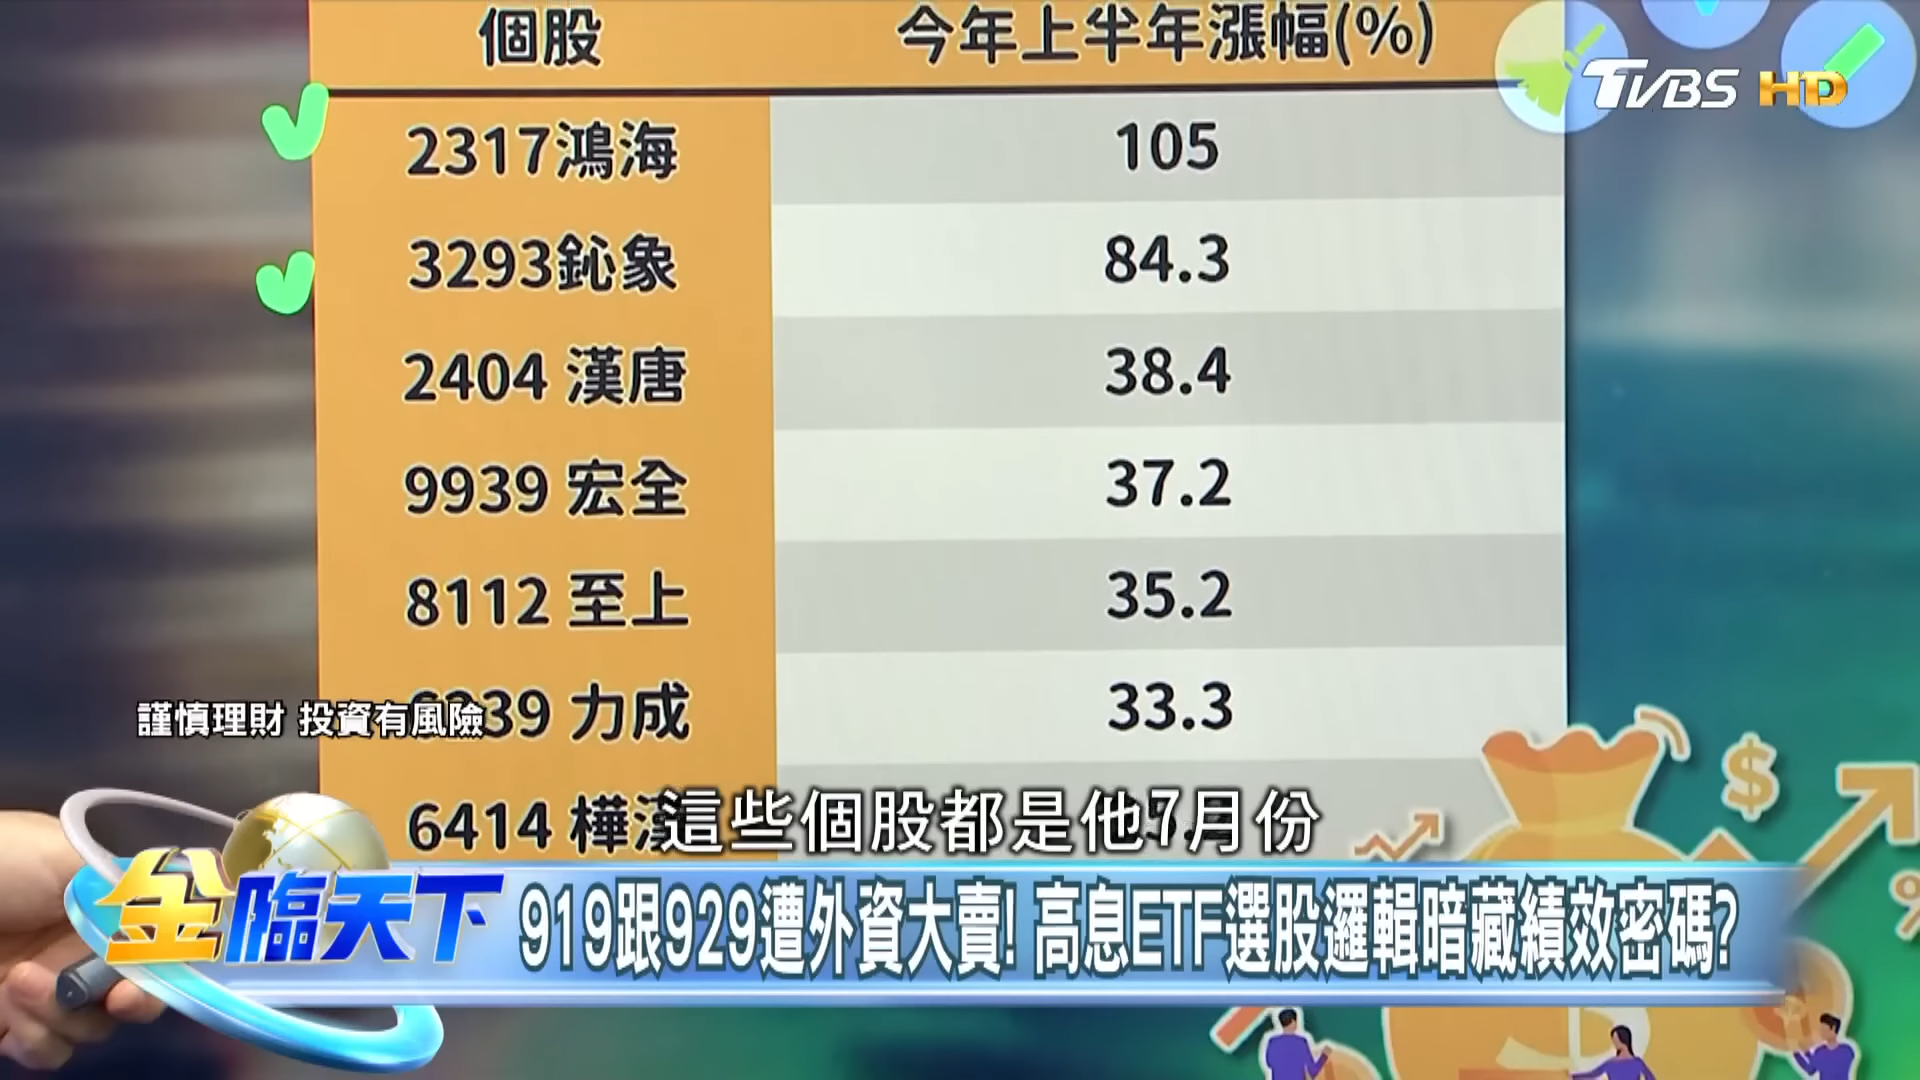 個股 今年上半年漲幅(%)
TVBS HD
2317鴻海 105
3293鈊象 84.3
2404 漢唐 38.4
9939 宏全 37.2
8112 至上 35.2
39 力成 33.3
謹慎理財 投資有風險
6414 樺漢
這些個股都是他7月份
金臨天下
919跟929遭外資大賣! 高息ETF選股邏輯暗藏績效密碼?